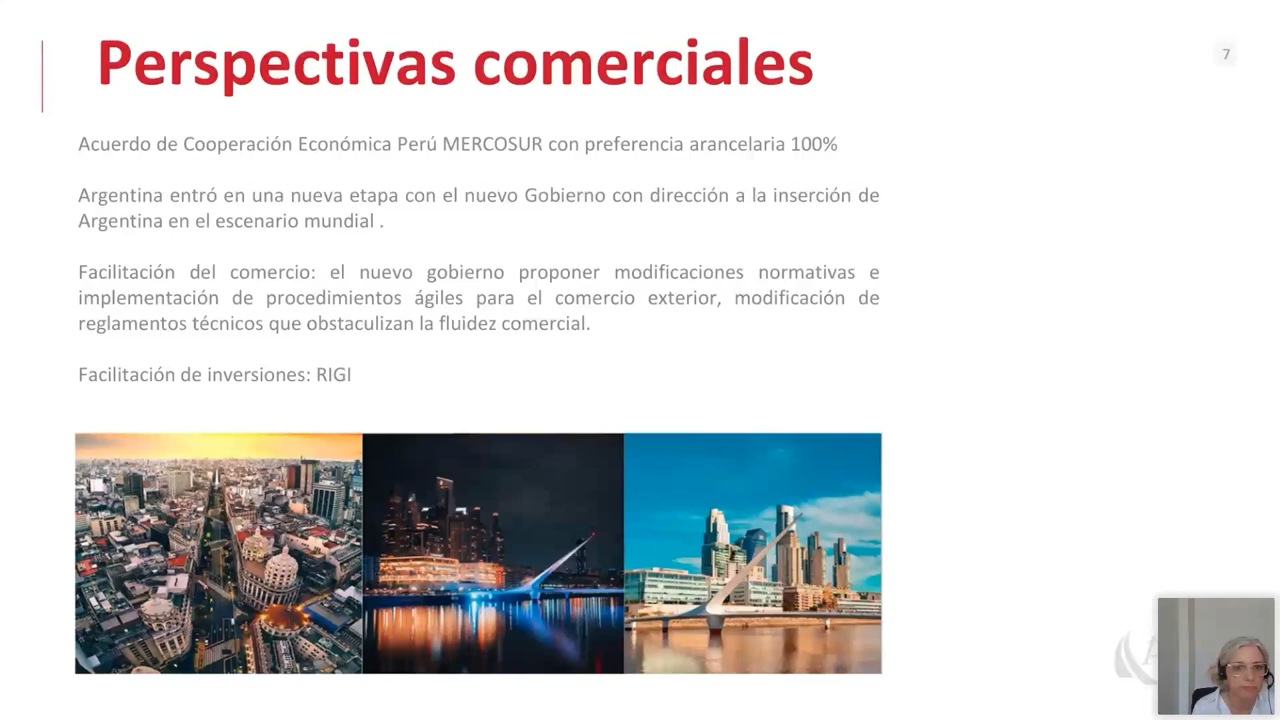 Perspectivas comerciales
7
Acuerdo de Cooperación Económica Perú MERCOSUR con preferencia arancelaria 100%
Argentina entró en una nueva etapa con el nuevo Gobierno con dirección a la inserción de
Argentina en el escenario mundial .
Facilitación del comercio: el nuevo gobierno proponer modificaciones normativas e
implementación de procedimientos ágiles para el comercio exterior, modificación de
reglamentos técnicos que obstaculizan la fluidez comercial.
Facilitación de inversiones: RIGI